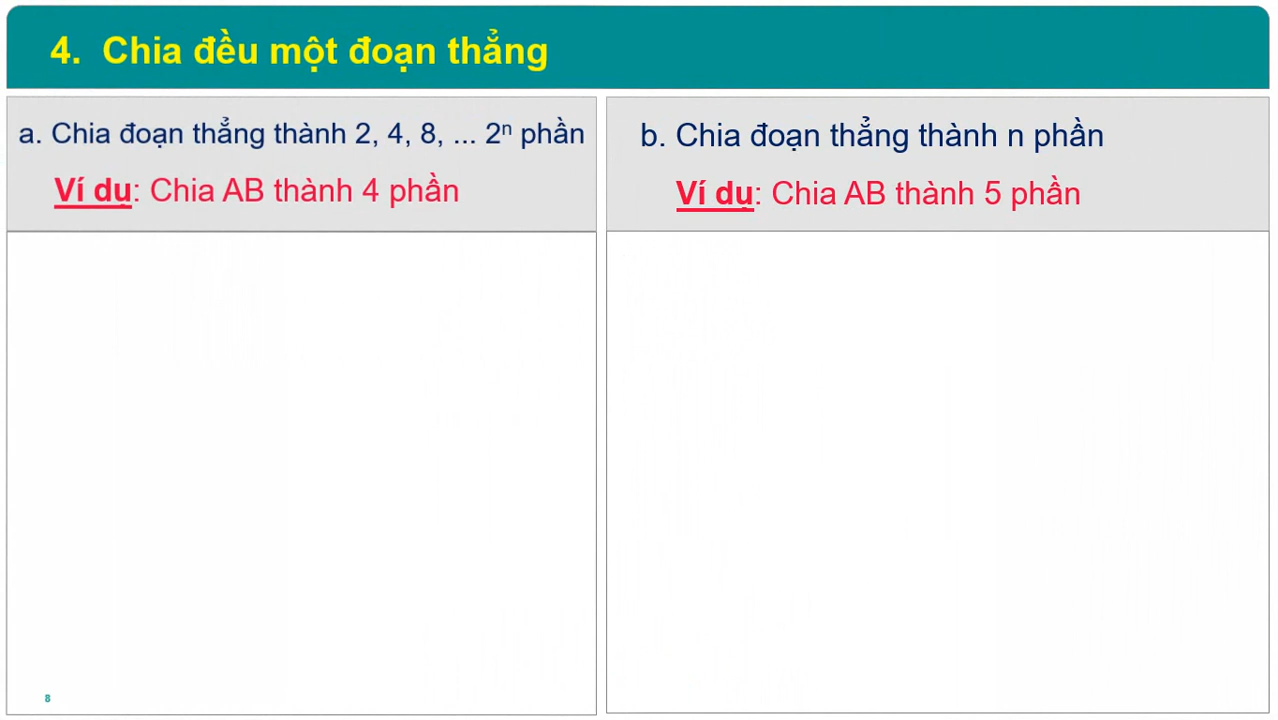 4. Chia đều một đoạn thẳng
a. Chia đoạn thẳng thành 2, 4, 8, ... 2ⁿ phần
Ví dụ: Chia AB thành 4 phần
b. Chia đoạn thẳng thành n phần
Ví dụ: Chia AB thành 5 phần
8